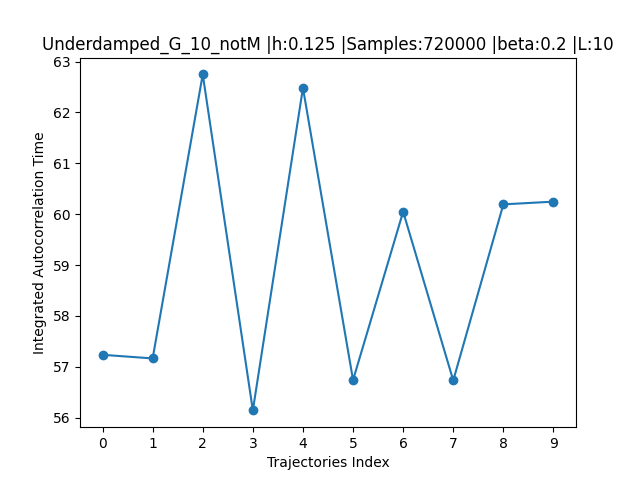 Underdamped_G_10_notM |h:0.125 |Samples:720000 |beta:0.2 |L:10
63
62
61
60
59
58
57
56
Integrated Autocorrelation Time
0 1 2 3 4 5 6 7 8 9
Trajectories Index